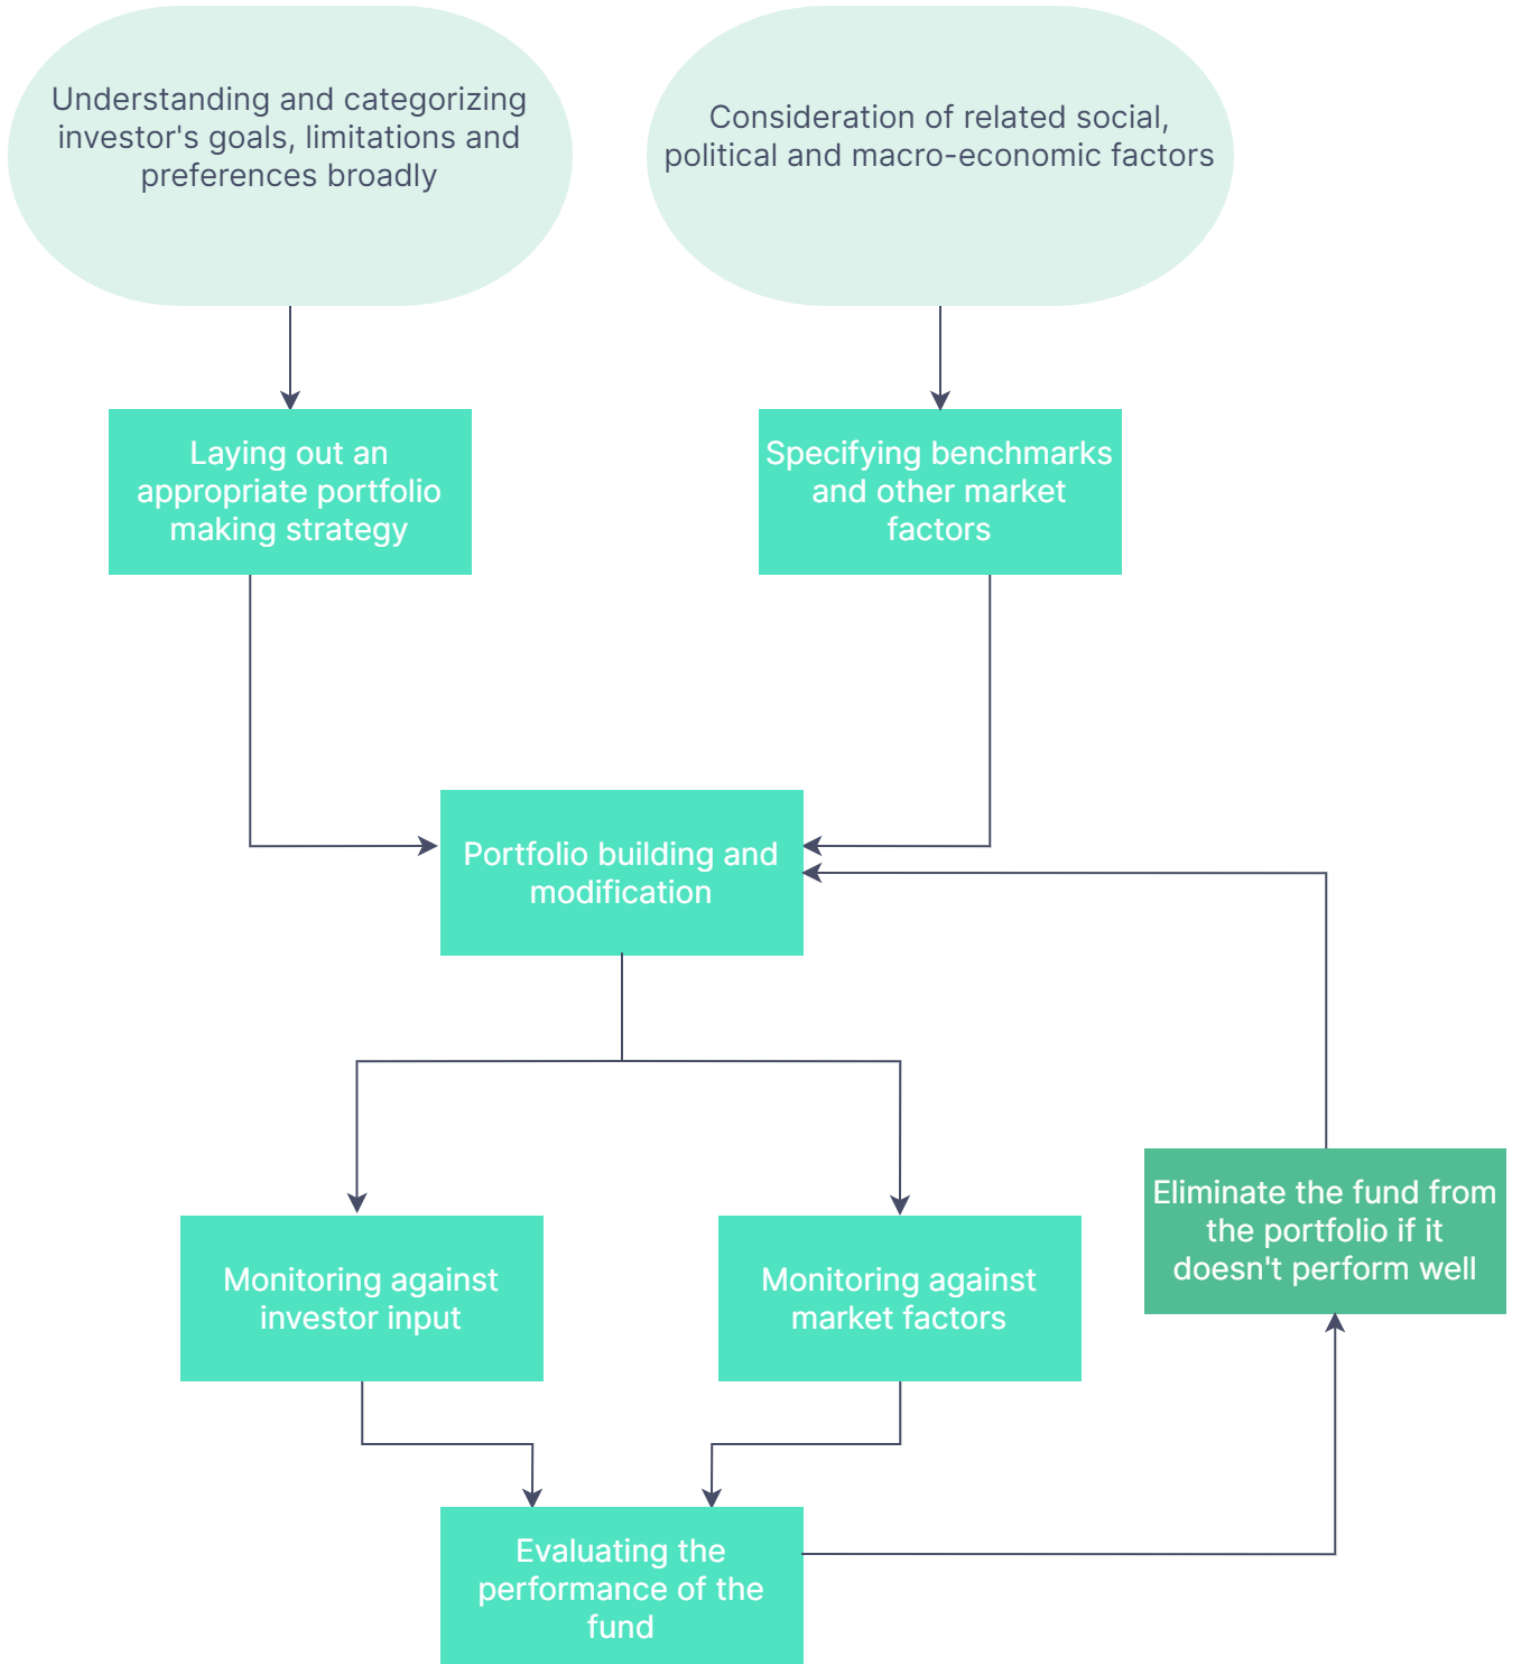 Understanding and categorizing
investor's goals, limitations and
preferences broadly
Consideration of related social,
political and macro-economic factors
Laying out an
appropriate portfolio
making strategy
Specifying benchmarks
and other market
factors
Portfolio building and
modification
Eliminate the fund from
the portfolio if it
doesn't perform well
Monitoring against
investor input
Monitoring against
market factors
Evaluating the
performance of the
fund